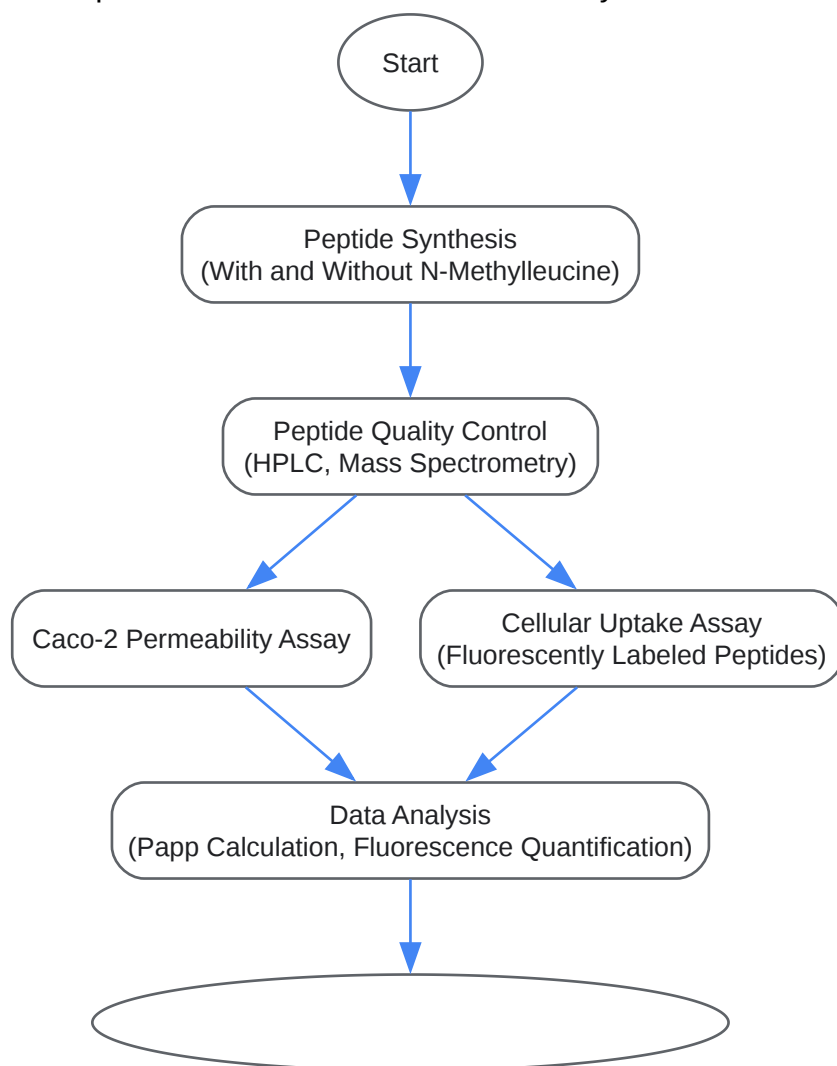 Start
Peptide Synthesis
(With and Without N-Methylleucine)
Peptide Quality Control
(HPLC, Mass Spectrometry)
Caco-2 Permeability Assay
Cellular Uptake Assay
(Fluorescently Labeled Peptides)
Data Analysis
(Papp Calculation, Fluorescence Quantification)